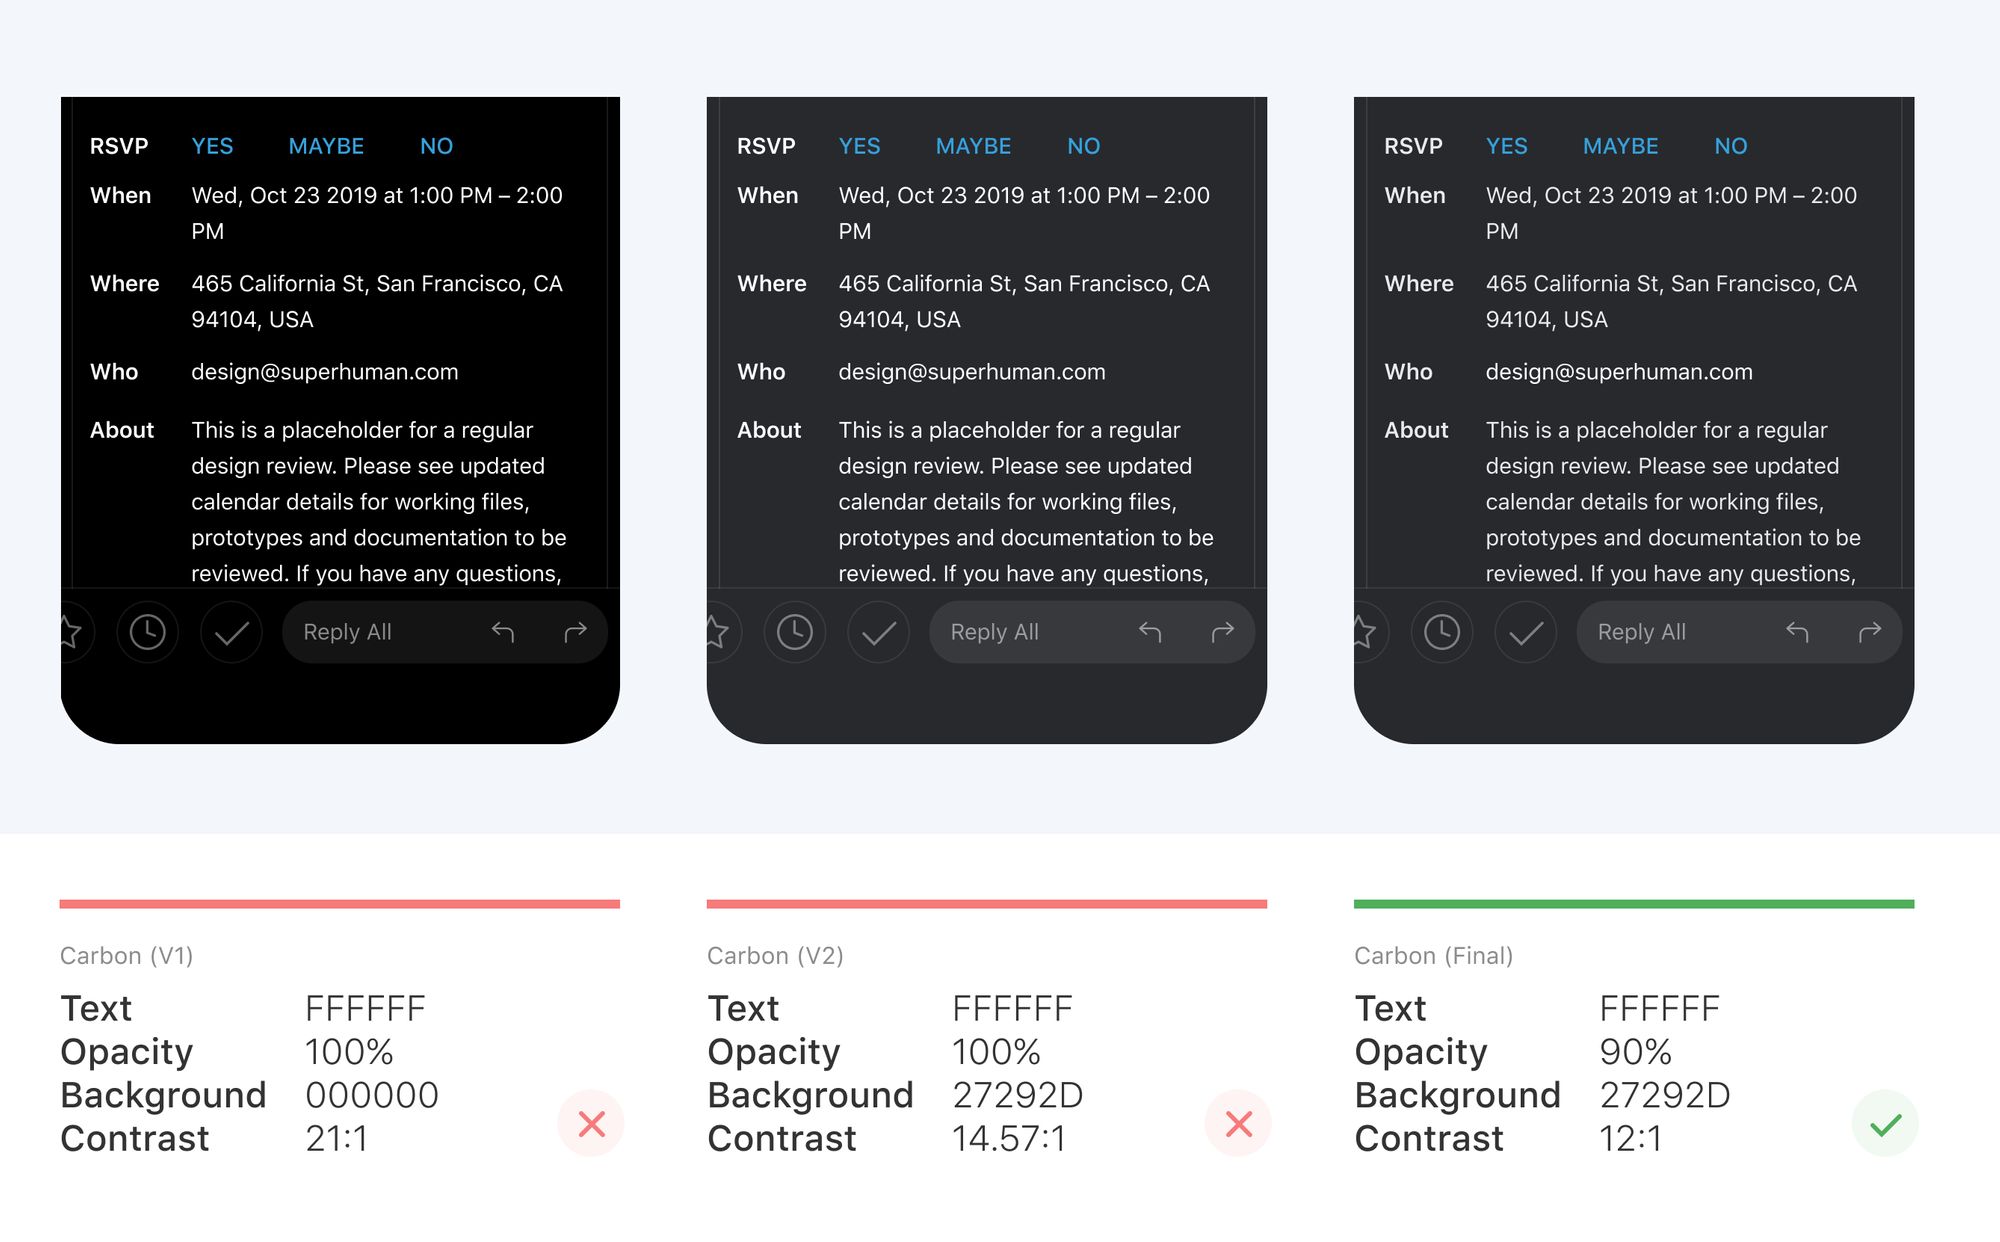 RSVP YES MAYBE NO
When Wed, Oct 23 2019 at 1:00 PM – 2:00
PM
Where 465 California St, San Francisco, CA
94104, USA
Who design@superhuman.com
About This is a placeholder for a regular
design review. Please see updated
calendar details for working files,
prototypes and documentation to be
reviewed. If you have any questions,
Reply All
RSVP YES MAYBE NO
When Wed, Oct 23 2019 at 1:00 PM – 2:00
PM
Where 465 California St, San Francisco, CA
94104, USA
Who design@superhuman.com
About This is a placeholder for a regular
design review. Please see updated
calendar details for working files,
prototypes and documentation to be
reviewed. If you have any questions,
Reply All
RSVP YES MAYBE NO
When Wed, Oct 23 2019 at 1:00 PM – 2:00
PM
Where 465 California St, San Francisco, CA
94104, USA
Who design@superhuman.com
About This is a placeholder for a regular
design review. Please see updated
calendar details for working files,
prototypes and documentation to be
reviewed. If you have any questions,
Reply All
Carbon (V1)
Text FFFFFF
Opacity 100%
Background 000000
Contrast 21:1
Carbon (V2)
Text FFFFFF
Opacity 100%
Background 27292D
Contrast 14.57:1
Carbon (Final)
Text FFFFFF
Opacity 90%
Background 27292D
Contrast 12:1